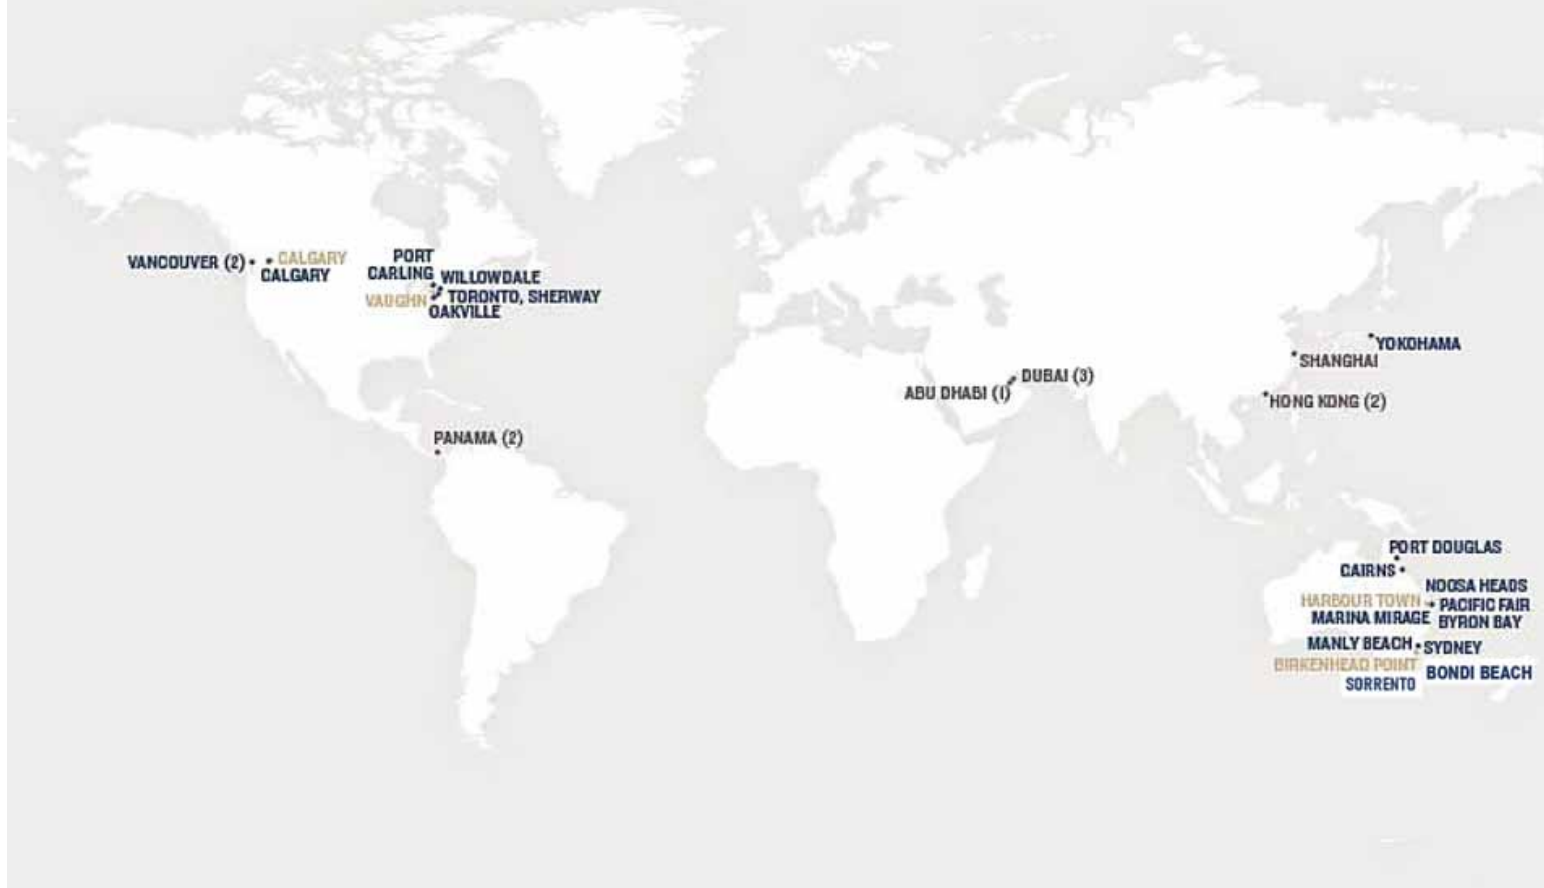 VANCOUVER (2)
CALGARY
CALGARY
PORT
CARLING
WILLOWDALE
VAUGHN
TORONTO, SHERWAY
OAKVILLE
PANAMA (2)
ABU DHABI (1)
DUBAI (3)
YOKOHAMA
SHANGHAI
HONG KONG (2)
PORT DOUGLAS
CAIRNS
NOOSA HEADS
HARBOUR TOWN
PACIFIC FAIR
MARINA MIRAGE
BYRON BAY
MANLY BEACH
SYDNEY
BIRKENHEAD POINT
BONDI BEACH
SORRENTO